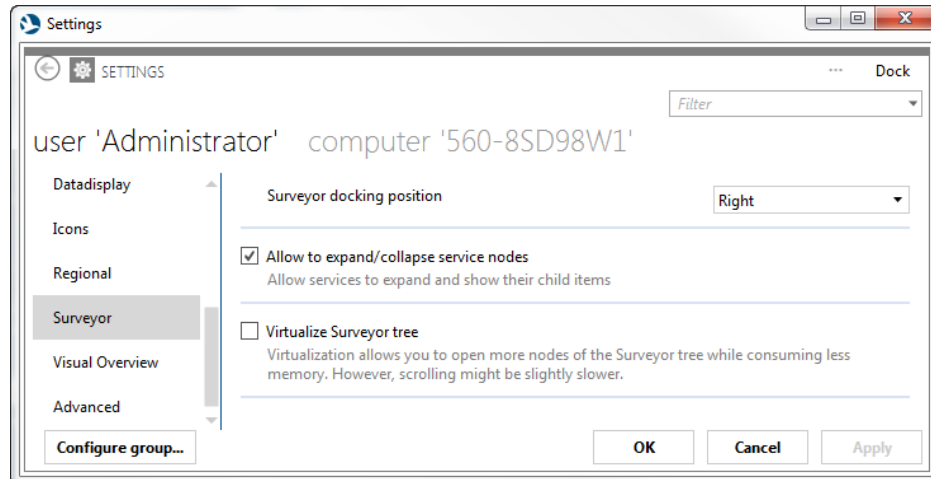 Settings
SETTINGS
... Dock
Filter
user 'Administrator' computer '560-8SD98W1'
Datadisplay
Icons
Regional
Surveyor
Visual Overview
Advanced
Surveyor docking position Right
Allow to expand/collapse service nodes
Allow services to expand and show their child items
Virtualize Surveyor tree
Virtualization allows you to open more nodes of the Surveyor tree while consuming less
memory. However, scrolling might be slightly slower.
Configure group... OK Cancel Apply